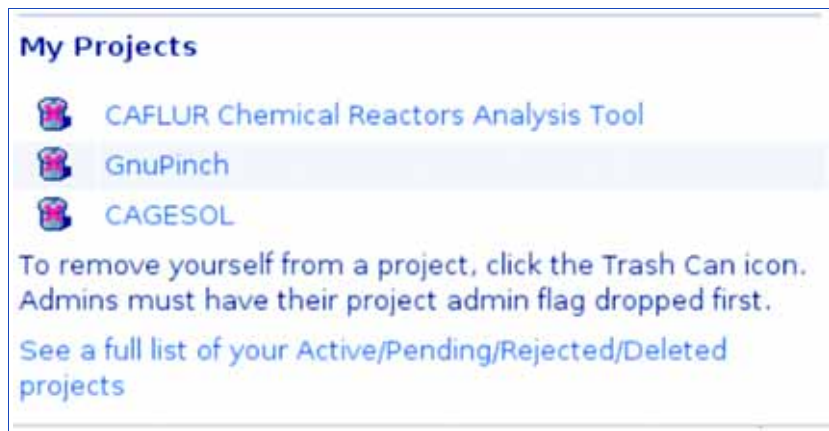 My Projects
CAFLUR Chemical Reactors Analysis Tool
GnuPinch
CAGESOL
To remove yourself from a project, click the Trash Can icon.
Admins must have their project admin flag dropped first.
See a full list of your Active/Pending/Rejected/Deleted
projects